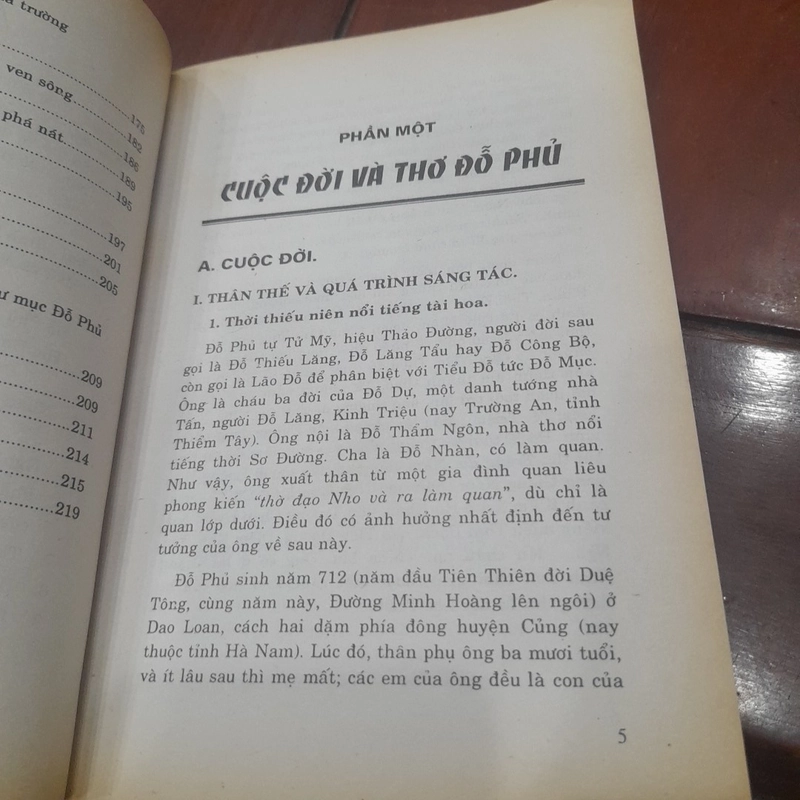 trường
ven sông
175
182
phá nát
186
189
195
197
201
205
mục Đỗ Phủ
209
209
211
214
215
219
PHẦN MỘT
CUỘC ĐỜI VÀ THƠ ĐỖ PHỦ
A. CUỘC ĐỜI.
I. THÂN THẾ VÀ QUÁ TRÌNH SÁNG TÁC.
1. Thời thiếu niên nổi tiếng tài hoa.
Đỗ Phủ tự Tử Mỹ, hiệu Thảo Đường, người đời sau
gọi là Đỗ Thiếu Lăng, Đỗ Lăng Tẩu hay Đỗ Công Bộ,
còn gọi là Lão Đỗ để phân biệt với Tiểu Đỗ tức Đỗ Mục.
Ông là cháu ba đời của Đỗ Dự, một danh tướng nhà
Tấn, người Đỗ Lăng, Kinh Triệu (nay Trường An, tỉnh
Thiểm Tây). Ông nội là Đỗ Thẩm Ngôn, nhà thơ nổi
tiếng thời Sơ Đường. Cha là Đỗ Nhàn, có làm quan.
Như vậy, ông xuất thân từ một gia đình quan liêu
phong kiến “thờ đạo Nho và ra làm quan”, dù chỉ là
quan lớp dưới. Điều đó có ảnh hưởng nhất định đến tư
tưởng của ông về sau này.
Đỗ Phủ sinh năm 712 (năm đầu Tiên Thiên đời Duệ
Tông, cùng năm này, Đường Minh Hoàng lên ngôi) ở
Dao Loan, cách hai dặm phía đông huyện Củng (nay
thuộc tỉnh Hà Nam). Lúc đó, thân phụ ông ba mươi tuổi,
và ít lâu sau thì mẹ mất; các em của ông đều là con của
5